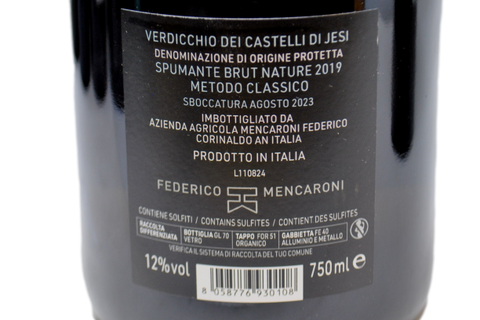 VERDICCHIO DEI CASTELLI DI JESI
DENOMINAZIONE DI ORIGINE PROTETTA
SPUMANTE BRUT NATURE 2019
METODO CLASSICO
SBOCCATURA AGOSTO 2023
IMBOTTIGLIATO DA
AZIENDA AGRICOLA MENCARONI FEDERICO
CORINALDO AN ITALIA
PRODOTTO IN ITALIA
L110824
FEDERICO MENCARONI
CONTIENE SOLFITI / CONTAINS SULFITES / CONTIENT DES SULFITES
RACCOLTA DIFFERENZIATA BOTTIGLIA GL 70 VETRO TAPPO FOR 51 ORGANICO GABBIETTA FE 40 ALLUMINIO E METALLO
VERIFICA IL SISTEMA DI RACCOLTA DEL TUO COMUNE
12%vol 750 ml e
8 058776 930108